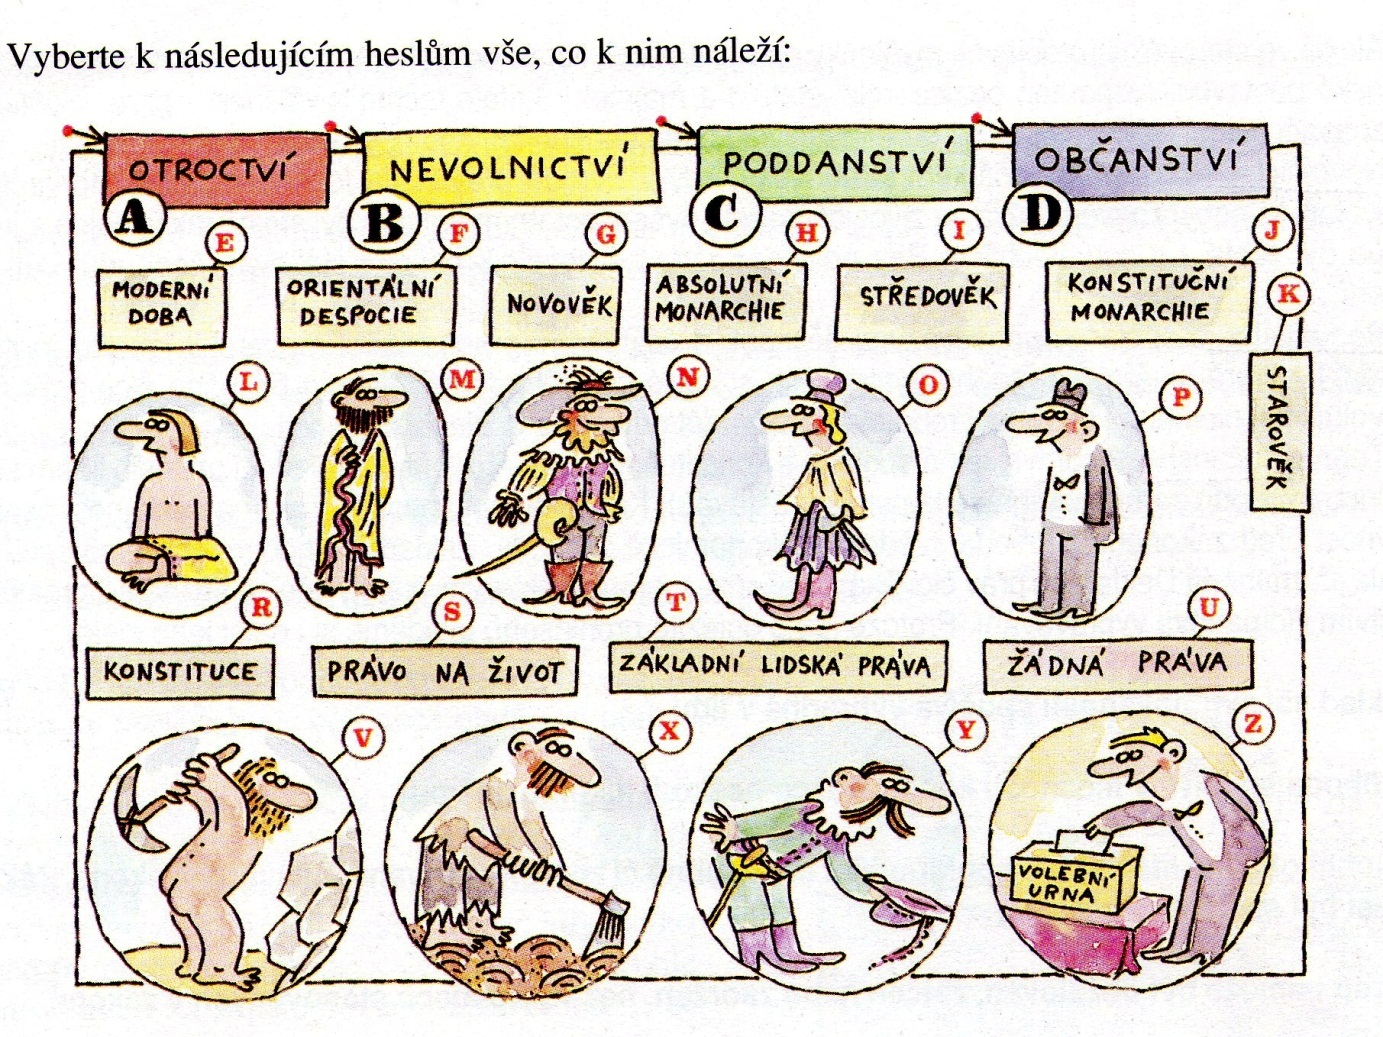 Vyberte k následujícím heslům vše, co k nim náleží:
OTROCTVÍ
A
NEVOLNICTVÍ
B
PODDANSTVÍ
C
OBČANSTVÍ
D
E
MODERNÍ
DOBA
F
ORIENTÁLNÍ
DESPOCIE
G
NOVOVĚK
H
ABSOLUTNÍ
MONARCHIE
I
STŘEDOVĚK
J
KONSTITUČNÍ
MONARCHIE
K
STAROVĚK
L
M
N
O
P
R
KONSTITUCE
S
PRÁVO NA ŽIVOT
T
ZÁKLADNÍ LIDSKÁ PRÁVA
U
ŽÁDNÁ PRÁVA
V
X
Y
Z
VOLEBNÍ
URNA